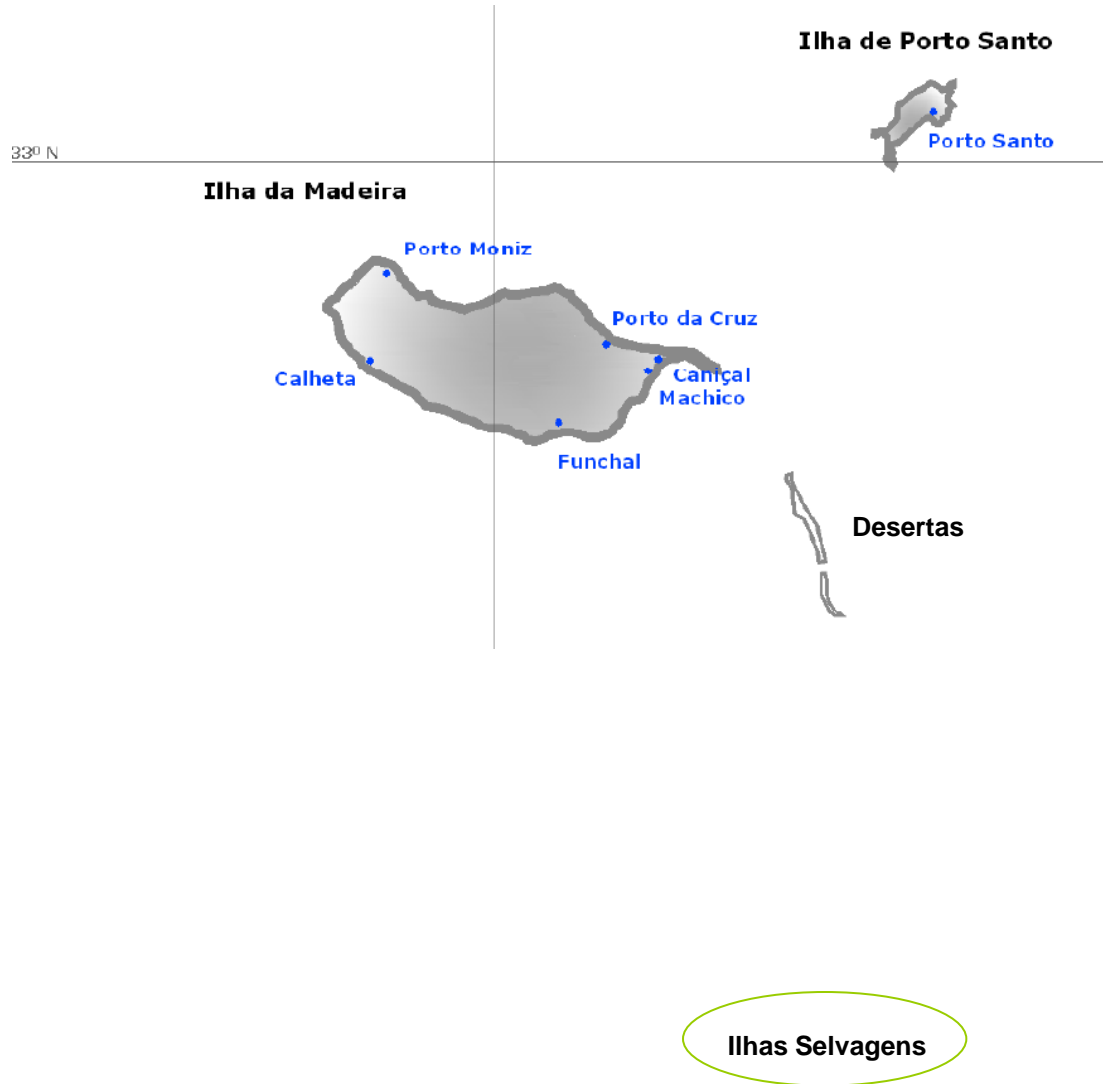 Ilha de Porto Santo
Porto Santo
33º N
Ilha da Madeira
Porto Moniz
Porto da Cruz
Calheta
Caniçal
Machico
Funchal
Desertas
Ilhas Selvagens